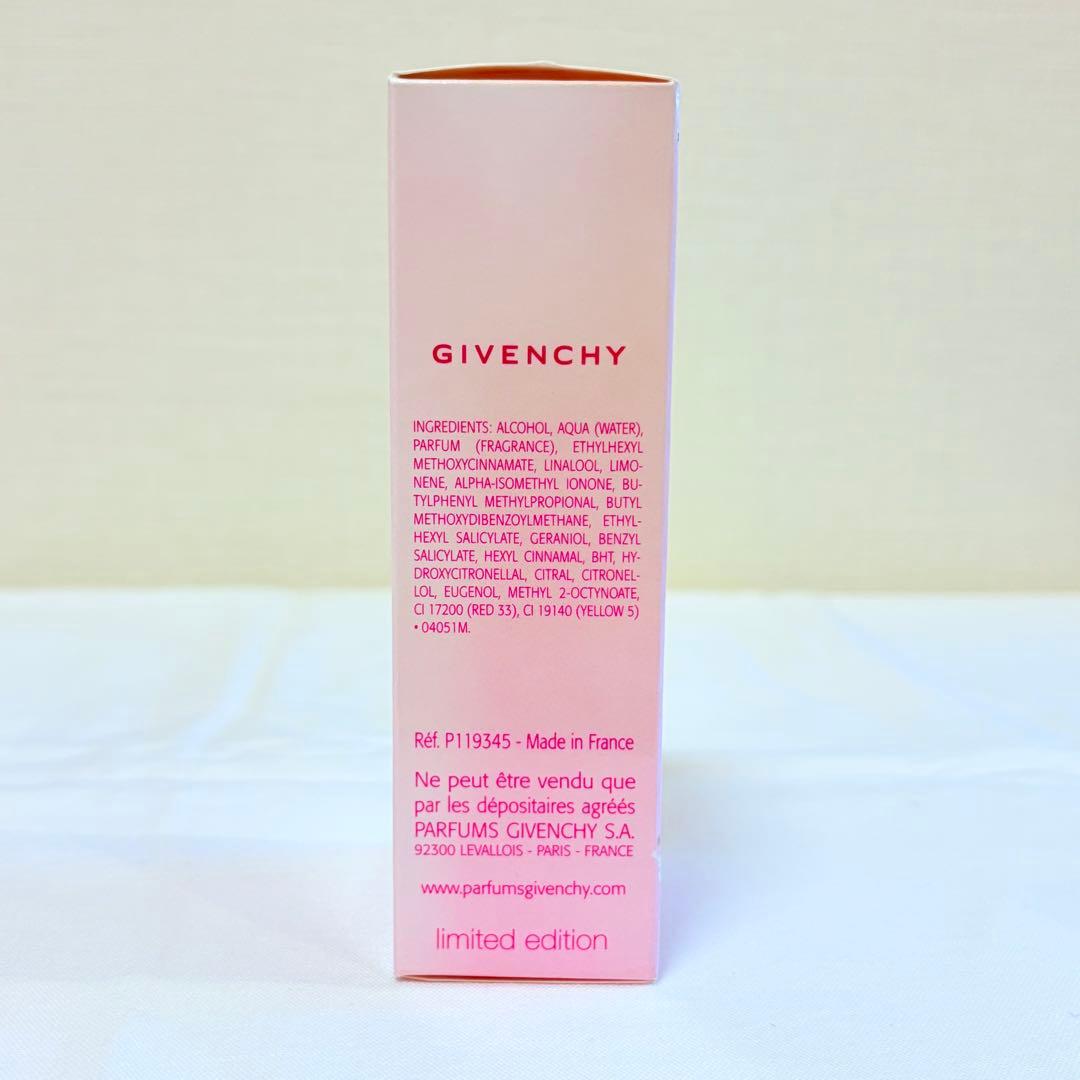 GIVENCHY
INGREDIENTS: ALCOHOL, AQUA (WATER),
PARFUM (FRAGRANCE), ETHYLHEXYL
METHOXYCINNAMATE, LINALOOL, LIMO-
NENE, ALPHA-ISOMETHYL IONONE, BU-
TYLPHENYL METHYLPROPIONAL, BUTYL
METHOXYDIBENZOYLMETHANE, ETHYL-
HEXYL SALICYLATE, GERANIOL, BENZYL
SALICYLATE, HEXYL CINNAMAL, BHT, HY-
DROXYCITRONELLAL, CITRAL, CITRONEL-
LOL, EUGENOL, METHYL 2-OCTYNOATE,
CI 17200 (RED 33), CI 19140 (YELLOW 5)
• 04051M.
Réf. P119345 - Made in France
Ne peut être vendu que
par les dépositaires agréés
PARFUMS GIVENCHY S.A.
92300 LEVALLOIS - PARIS - FRANCE
www.parfumsgivenchy.com
limited edition